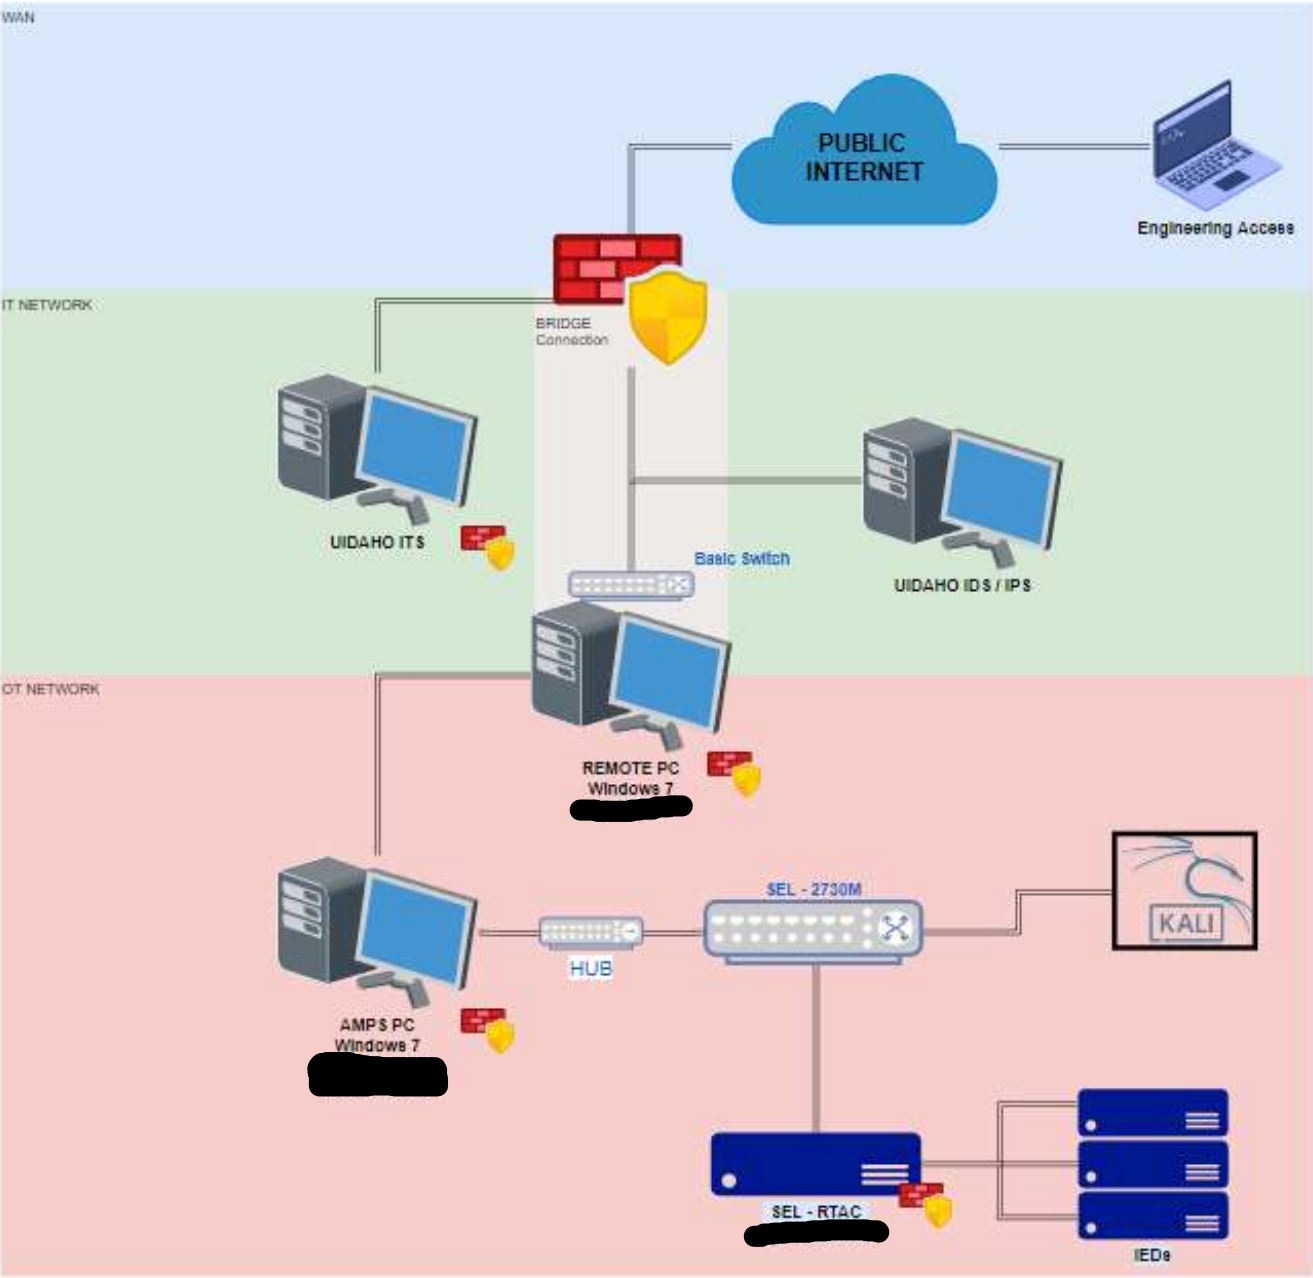 WAN
PUBLIC
INTERNET
Engineering Access
IT NETWORK
BRIDGE
Connection
UIDAHO ITS
Basic Switch
UIDAHO IDS / IPS
OT NETWORK
REMOTE PC
Windows 7
SEL - 2730M
KALI
HUB
AMPS PC
Windows 7
SEL - RTAC
IEDs